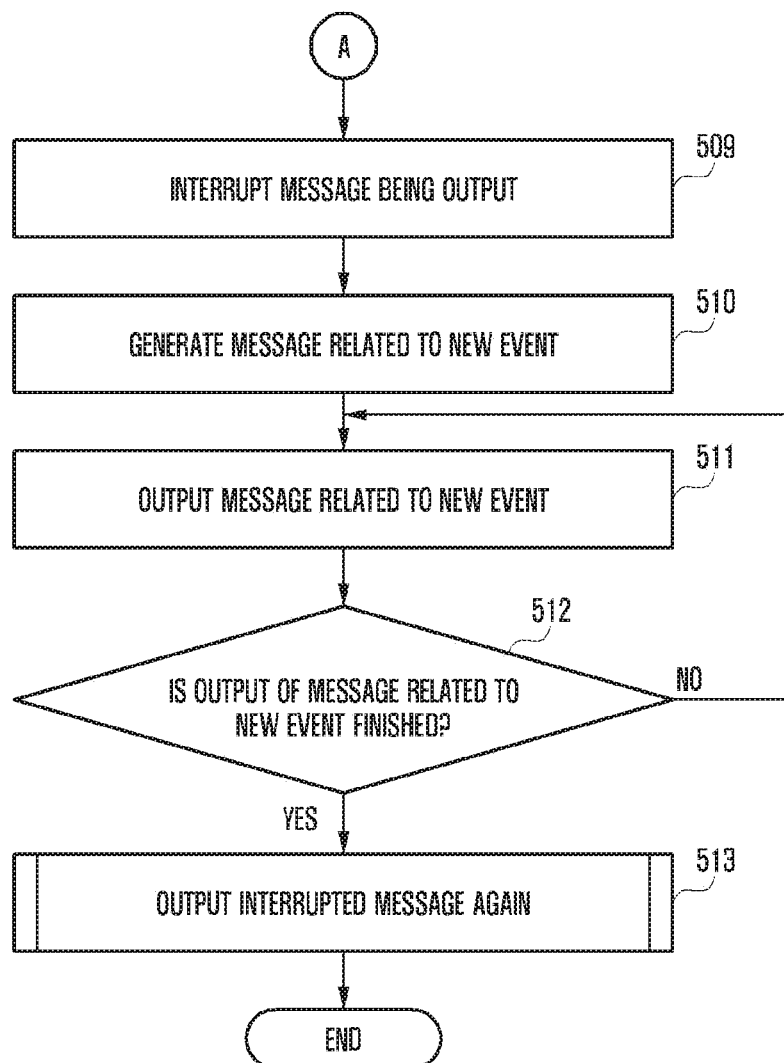 A
509
INTERRUPT MESSAGE BEING OUTPUT
510
GENERATE MESSAGE RELATED TO NEW EVENT
511
OUTPUT MESSAGE RELATED TO NEW EVENT
512
IS OUTPUT OF MESSAGE RELATED TO
NEW EVENT FINISHED?
NO
YES
513
OUTPUT INTERRUPTED MESSAGE AGAIN
END